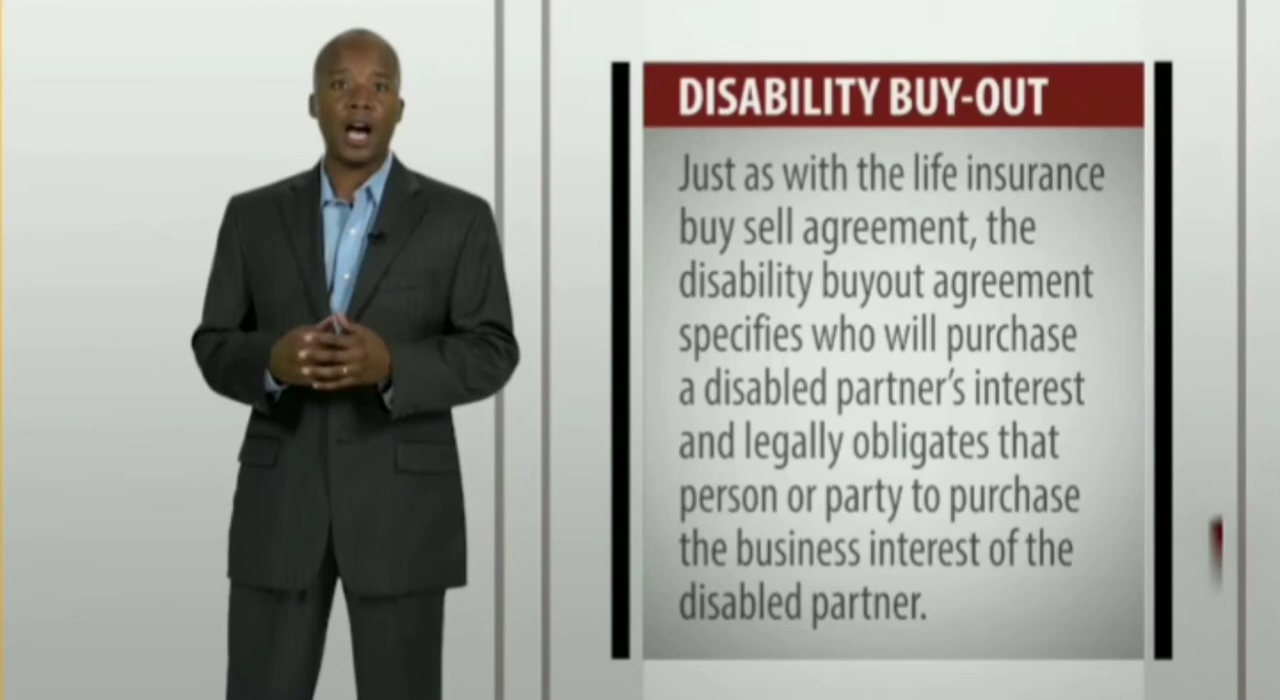 DISABILITY BUY-OUT
Just as with the life insurance
buy sell agreement, the
disability buyout agreement
specifies who will purchase
a disabled partner's interest
and legally obligates that
person or party to purchase
the business interest of the
disabled partner.